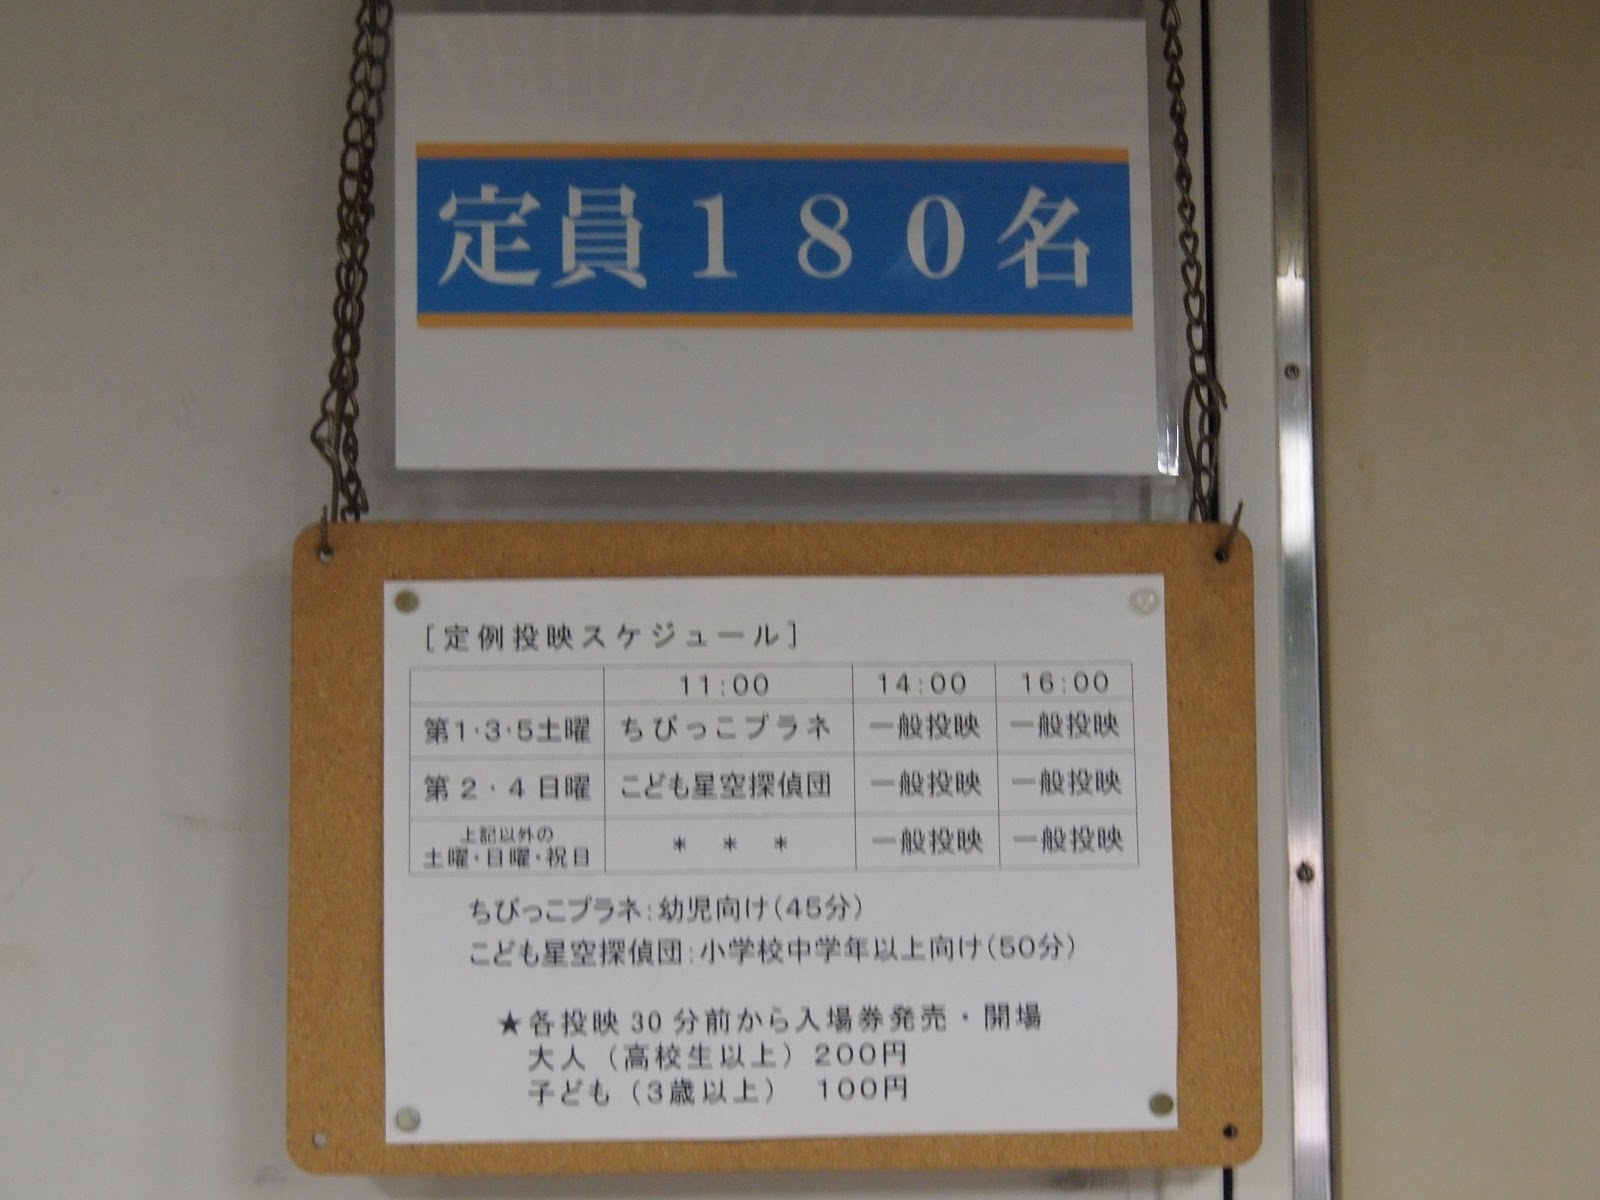 定員180名
[定例投映スケジュール]
11:00 14:00 16:00
第1・3・5土曜 ちびっこプラネ 一般投映 一般投映
第2・4日曜 こども星空探偵団 一般投映 一般投映
上記以外の
土曜・日曜・祝日 * * * 一般投映 一般投映
ちびっこプラネ:幼児向け(45分)
こども星空探偵団:小学校中学年以上向け(50分)
★各投映30分前から入場券発売・開場
大人(高校生以上)200円
子ども(3歳以上) 100円